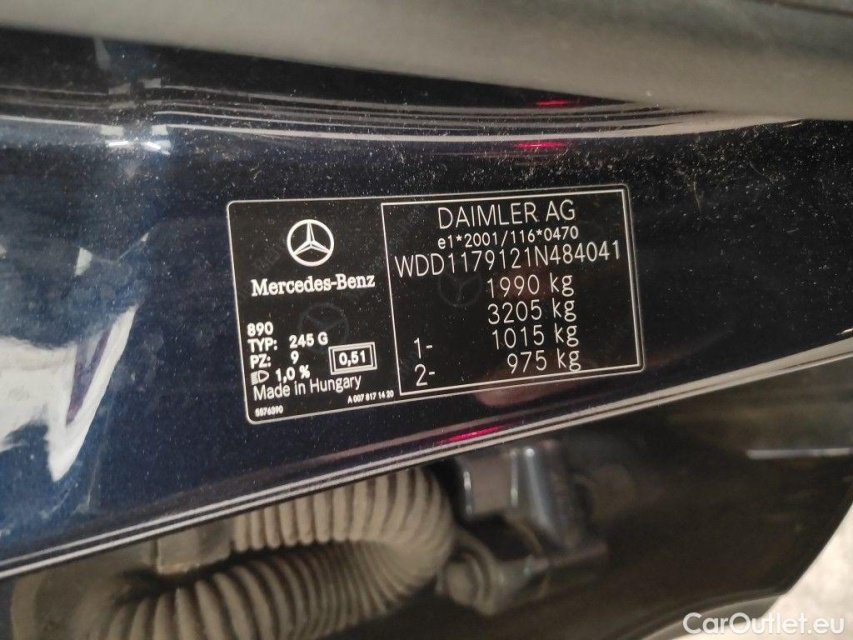 Mercedes-Benz
890
TYP: 245 G
PZ: 9
0,51
1,0 %
Made in Hungary
5576390
A 007 817 14 20
DAIMLER AG
e1*2001/116*0470
WDD1179121N484041
1990 kg
3205 kg
1- 1015 kg
2- 975 kg
CarOutlet.eu